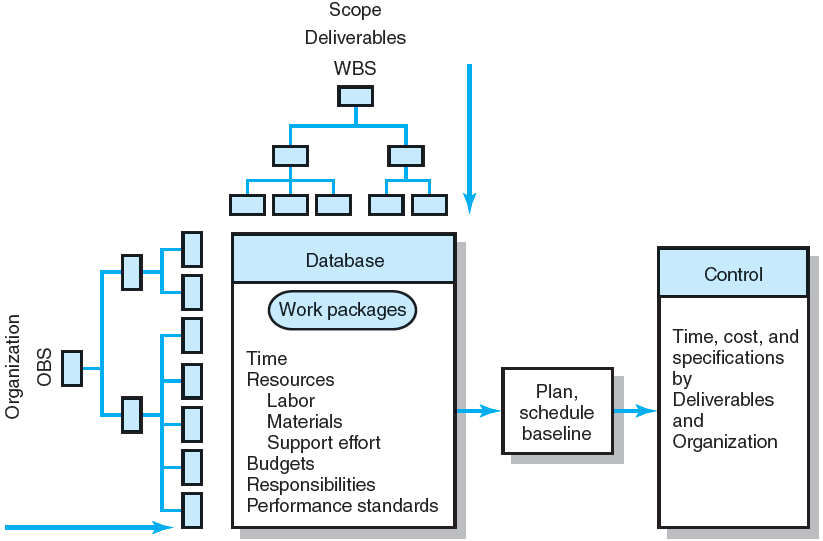 Scope
Deliverables
WBS
Organization
OBS
Database
Work packages
Time
Resources
Labor
Materials
Support effort
Budgets
Responsibilities
Performance standards
Plan,
schedule
baseline
Control
Time, cost, and
specifications
by
Deliverables
and
Organization